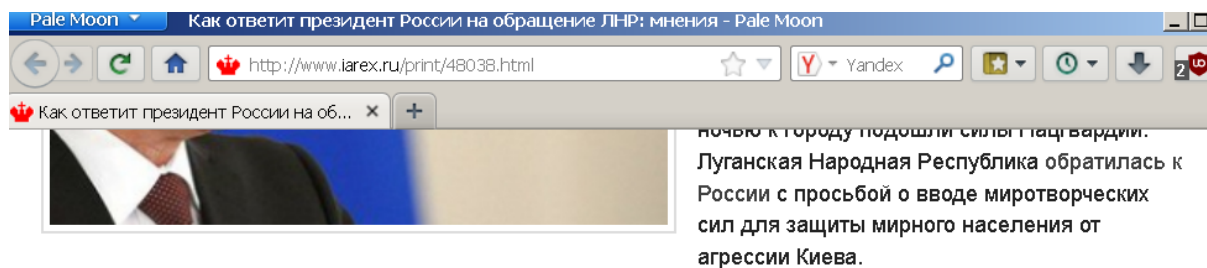 Pale Moon
Как ответит президент России на обращение ЛНР: мнения - Pale Moon
http://www.iarex.ru/print/48038.html
Yandex
2
Как ответит президент России на об...
ночью к городу подошли силы Нацгвардии.
Луганская Народная Республика обратилась к
России с просьбой о вводе миротворческих
сил для защиты мирного населения от
агрессии Киева.